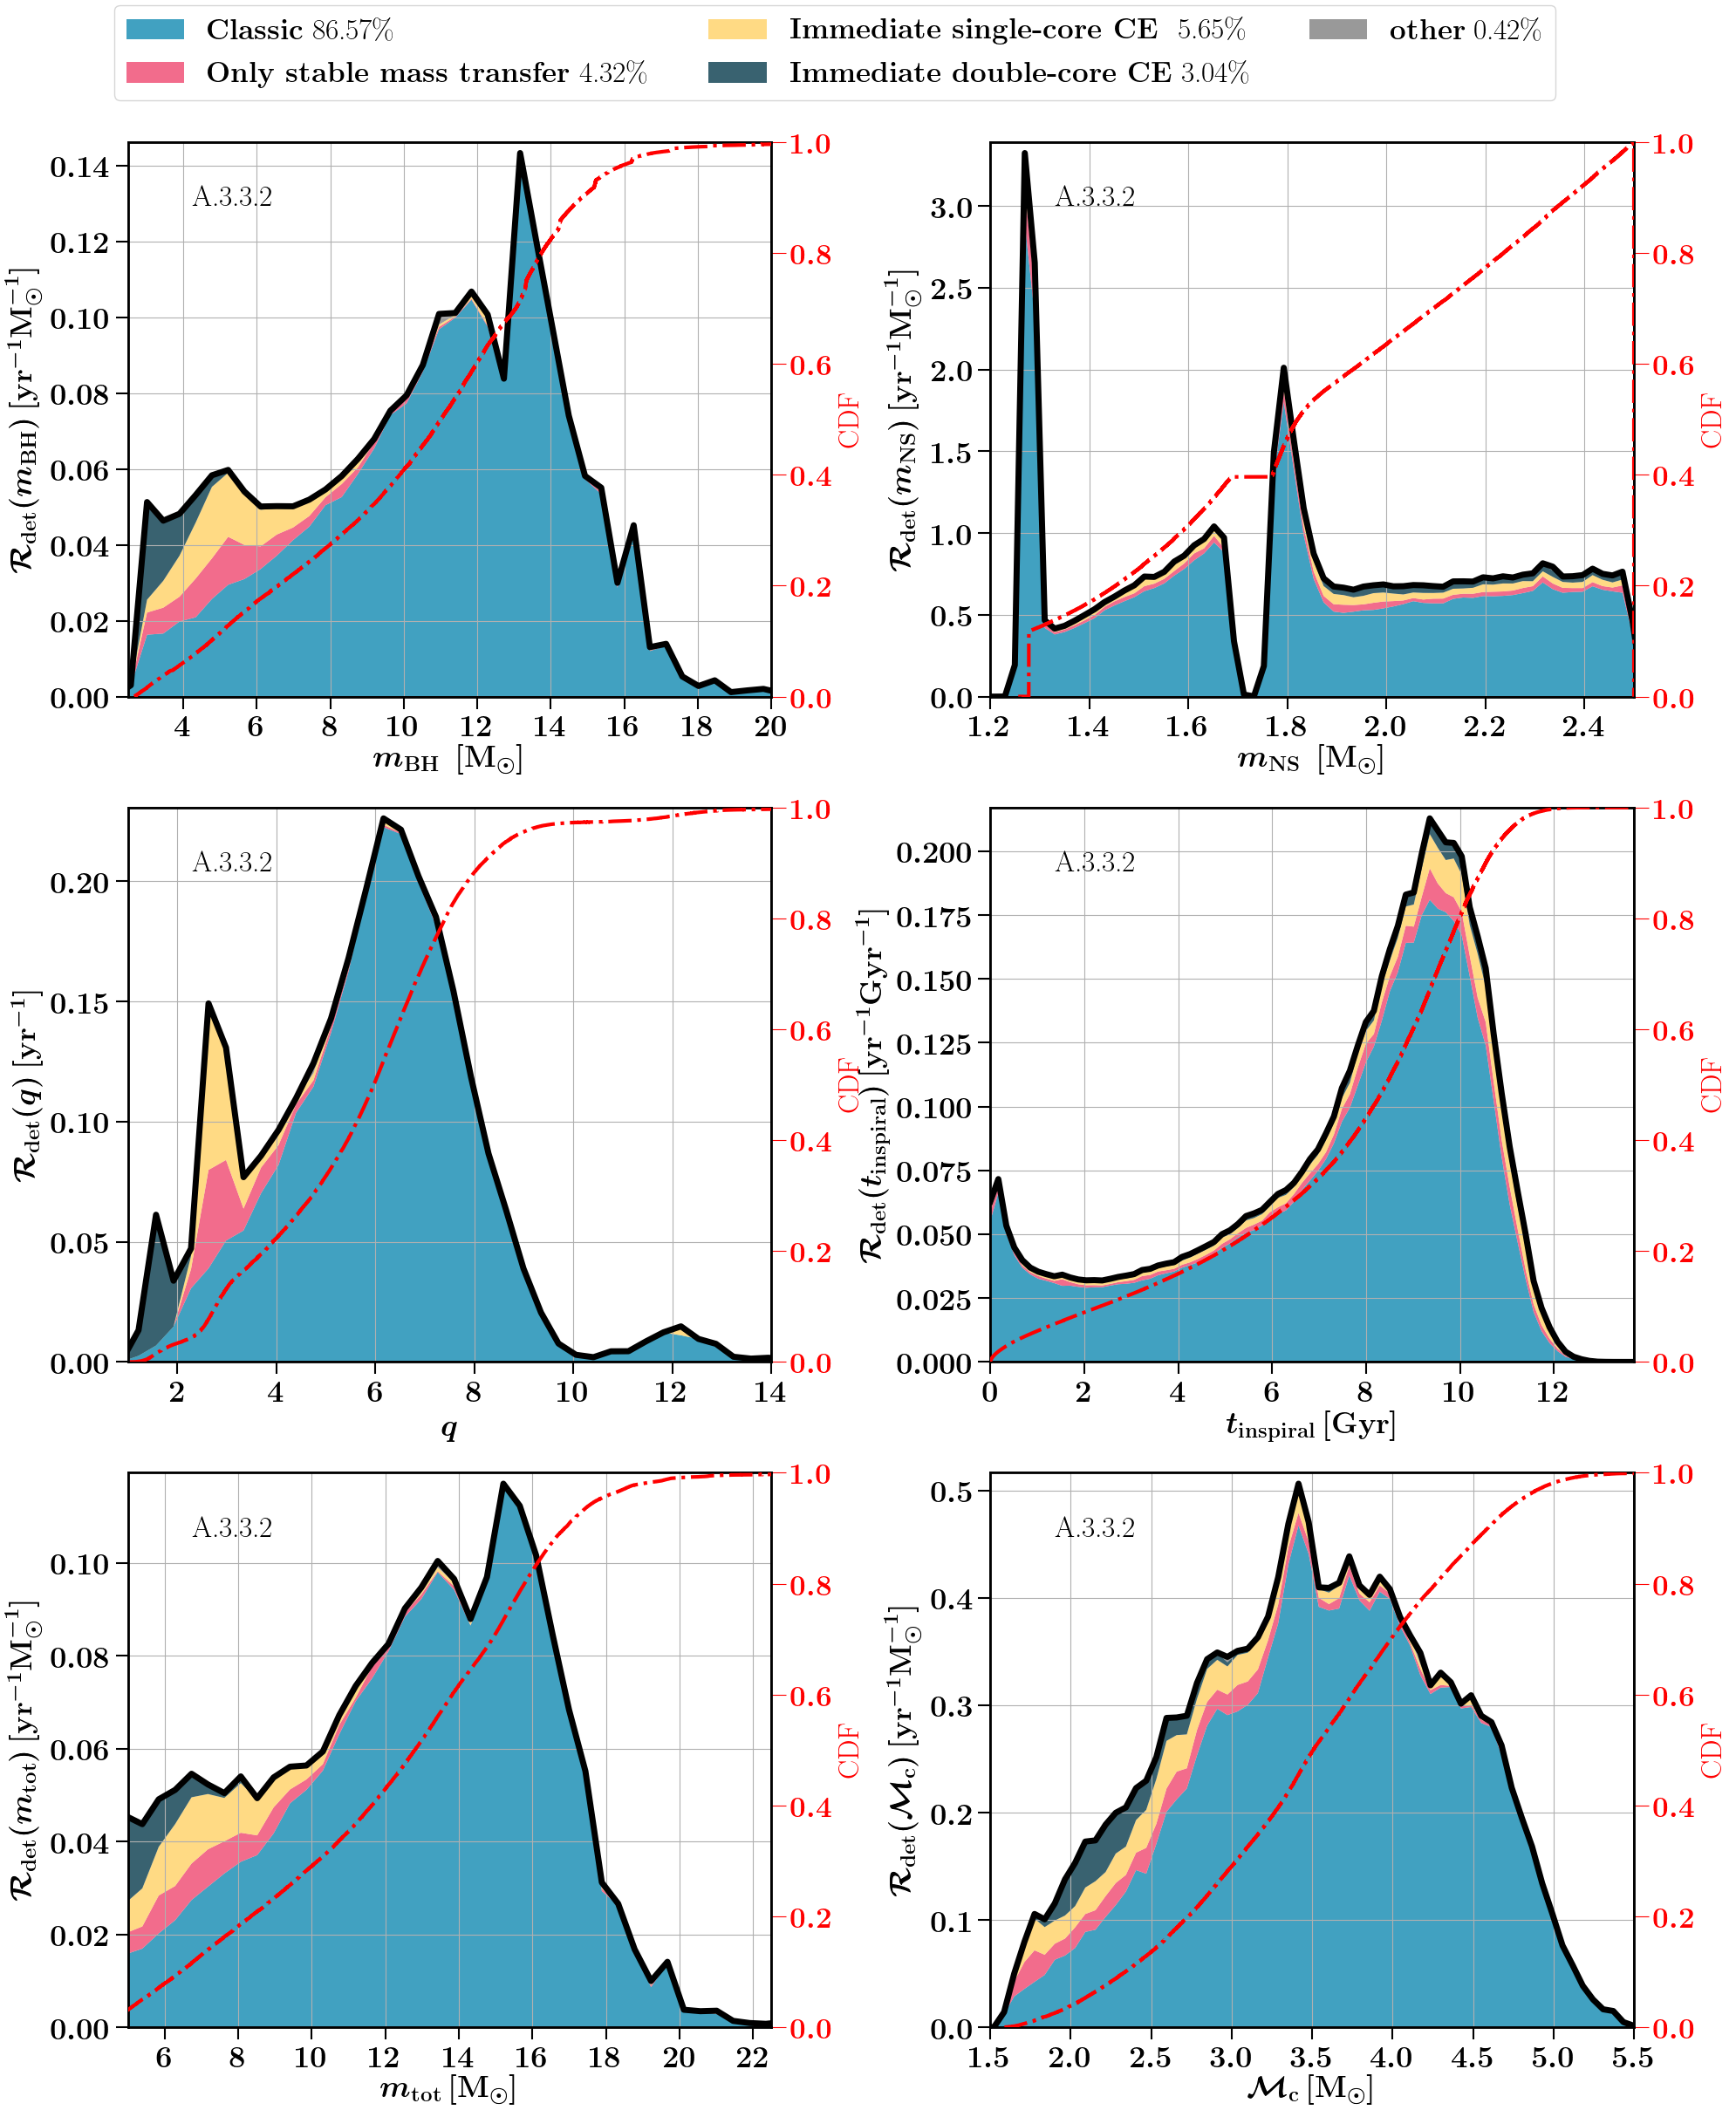 Classic 86.57%
Only stable mass transfer 4.32%
Immediate single-core CE 5.65%
Immediate double-core CE 3.04%
other 0.42%
0.14
0.12
0.10
0.08
0.06
0.04
0.02
0.00
1.0
0.8
0.6
0.4
0.2
0.0
A.3.3.2
4 6 8 10 12 14 16 18 20
m_BH [M_⊙]
R_det(m_BH) [yr⁻¹M_⊙⁻¹]
CDF
3.0
2.5
2.0
1.5
1.0
0.5
0.0
1.0
0.8
0.6
0.4
0.2
0.0
A.3.3.2
1.2 1.4 1.6 1.8 2.0 2.2 2.4
m_NS [M_⊙]
R_det(m_NS) [yr⁻¹M_⊙⁻¹]
CDF
0.20
0.15
0.10
0.05
0.00
1.0
0.8
0.6
0.4
0.2
0.0
A.3.3.2
2 4 6 8 10 12 14
q
R_det(q) [yr⁻¹]
CDF
0.200
0.175
0.150
0.125
0.100
0.075
0.050
0.025
0.000
1.0
0.8
0.6
0.4
0.2
0.0
A.3.3.2
0 2 4 6 8 10 12
t_inspiral [Gyr]
R_det(t_inspiral) [yr⁻¹Gyr⁻¹]
CDF
0.10
0.08
0.06
0.04
0.02
0.00
1.0
0.8
0.6
0.4
0.2
0.0
A.3.3.2
6 8 10 12 14 16 18 20 22
m_tot [M_⊙]
R_det(m_tot) [yr⁻¹M_⊙⁻¹]
CDF
0.5
0.4
0.3
0.2
0.1
0.0
1.0
0.8
0.6
0.4
0.2
0.0
A.3.3.2
1.5 2.0 2.5 3.0 3.5 4.0 4.5 5.0 5.5
M_c [M_⊙]
R_det(M_c) [yr⁻¹M_⊙⁻¹]
CDF